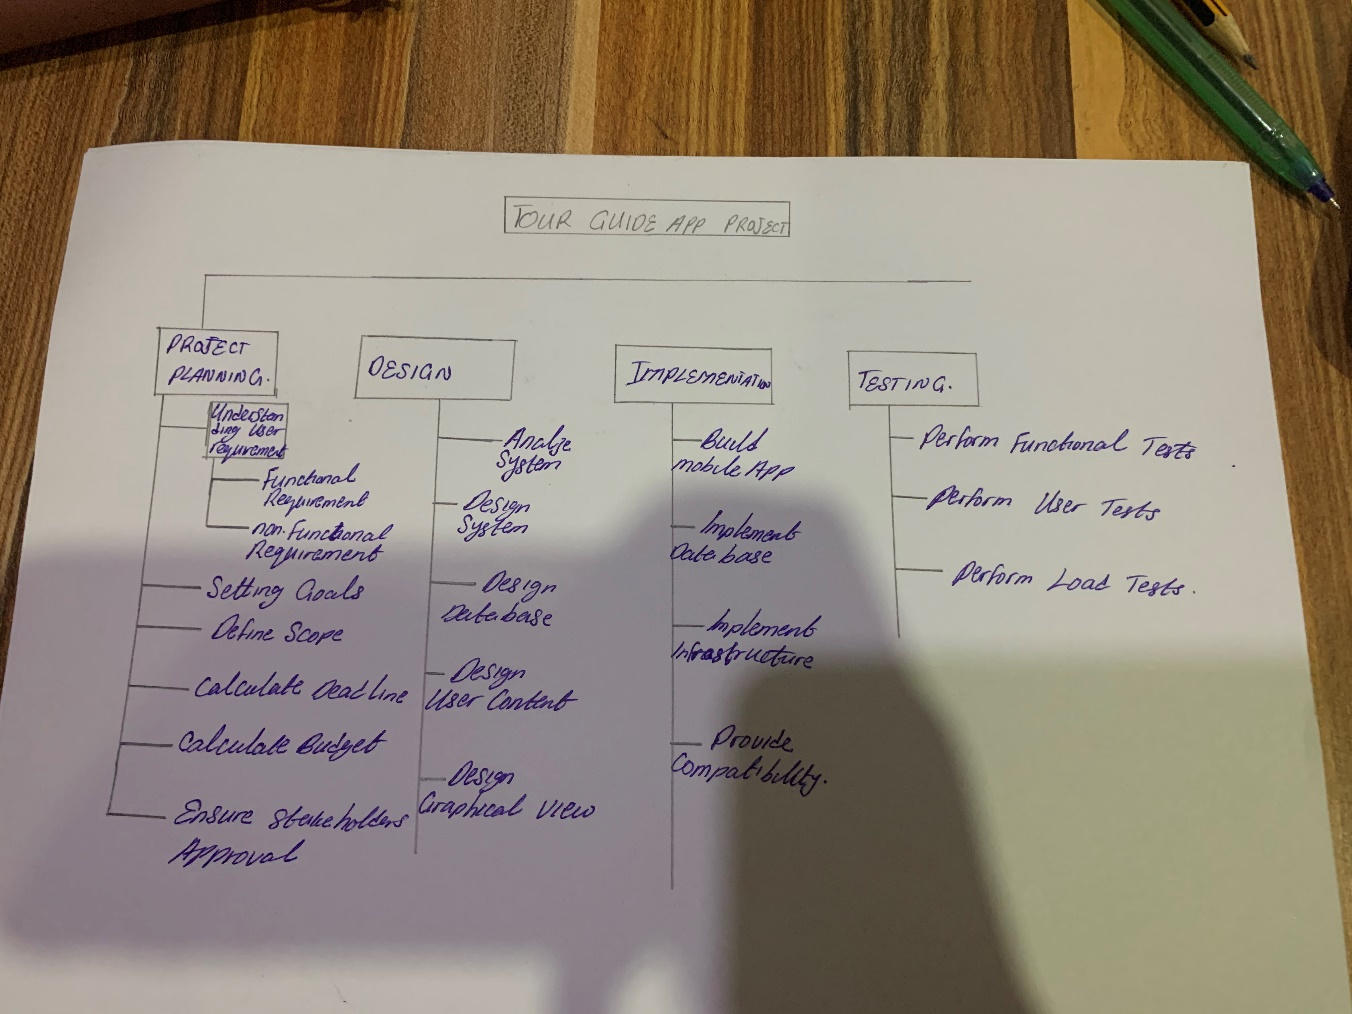 TOUR GUIDE APP PROJECT
PROJECT
PLANNING.
Understan
ding User
requirement
Functional
Requirement
non-Functional
Requirement
Setting Goals
Define Scope
Calculate Deadline
Calculate Budget
Ensure Stakeholders
Approval
DESIGN
Analze
System
Design
System
Design
Database
Design
User Content
Design
Graphical View
IMPLEMENTATION
Build
mobile App
Implement
Database
Implement
Infrastructure
Provide
Compatibility.
TESTING.
Perform Functional Tests
Perform User Tests
Perform Load Tests.